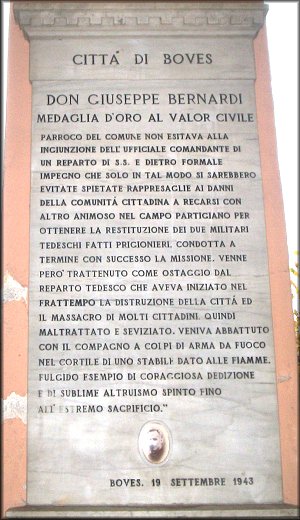 CITTÀ DI BOVES
DON GIUSEPPE BERNARDI
MEDAGLIA D'ORO AL VALOR CIVILE
PARROCO DEL COMUNE NON ESITAVA ALLA
INGIUNZIONE DELL'UFFICIALE COMANDANTE DI
UN REPARTO DI S.S. E DIETRO FORMALE
IMPEGNO CHE SOLO IN TAL MODO SI SAREBBERO
EVITATE SPIETATE RAPPRESAGLIE AI DANNI
DELLA COMUNITÀ CITTADINA A RECARSI CON
ALTRO ANIMOSO NEL CAMPO PARTIGIANO PER
OTTENERE LA RESTITUZIONE DEI DUE MILITARI
TEDESCHI FATTI PRIGIONIERI. CONDOTTA A
TERMINE CON SUCCESSO LA MISSIONE. VENNE
PERO' TRATTENUTO COME OSTAGGIO DAL
REPARTO TEDESCO CHE AVEVA INIZIATO NEL
FRATTEMPO LA DISTRUZIONE DELLA CITTÀ ED
IL MASSACRO DI MOLTI CITTADINI. QUINDI
MALTRATTATO E SEVIZIATO. VENIVA ABBATTUTO
CON IL COMPAGNO A COLPI DI ARMA DA FUOCO
NEL CORTILE DI UNO STABILE DATO ALLE FIAMME.
FULGIDO ESEMPIO DI CORAGGIOSA DEDIZIONE
E DI SUBLIME ALTRUISMO SPINTO FINO
ALL'ESTREMO SACRIFICIO."
BOVES. 19 SETTEMBRE 1943